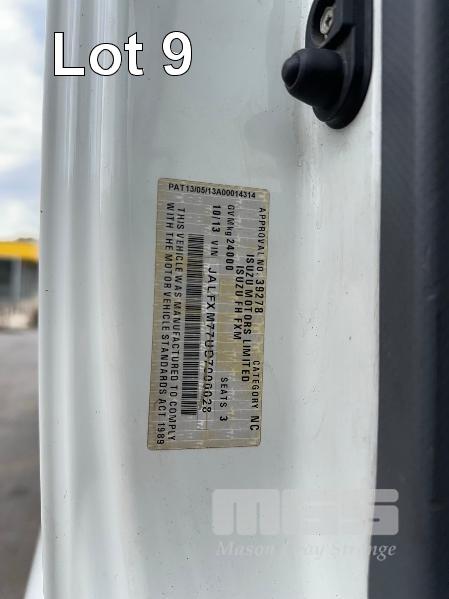 Lot 9
PAT13/05/13A00014314
APPROVAL NO. 39278 CATEGORY NC
ISUZU MOTORS LIMITED
ISUZU FH FXM
GVM kg 24000 SEATS 3
10/13 VIN
THIS VEHICLE WAS MANUFACTURED TO COMPLY
WITH THE MOTOR VEHICLE STANDARDS ACT 1989
MGS
Mason Gray Strange